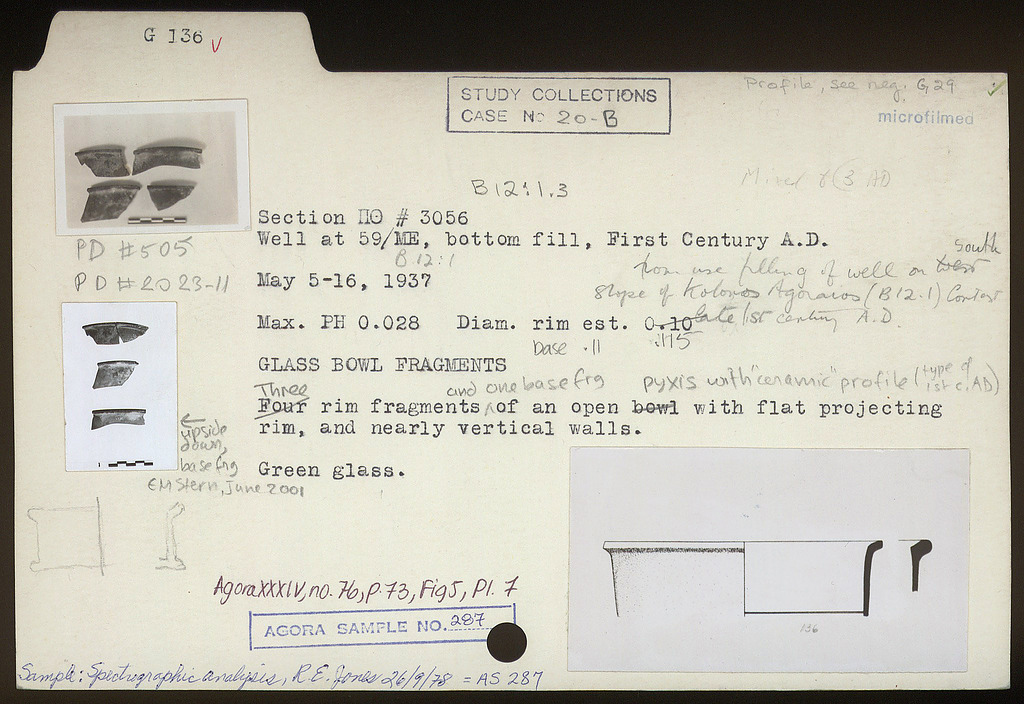 G 136 V
Profile, see neg. G 29
STUDY COLLECTIONS
CASE No 20-B
microfilmed
B 12:1.3
Mixed
AD
Section ΠΘ # 3056
Well at 59/ΜΕ, bottom fill, First Century A.D.
B 12:1
PD #505
PD #2023-11
May 5-16, 1937
south
from use filling of well on west
slope of Kolonos Agoraios (B 12:1) Context
late 1st century A.D.
Max. PH 0.028 Diam. rim est. 0.10
.115
base .11
GLASS BOWL FRAGMENTS
Three and one base frg pyxis with "ceramic" profile (type of 1st c. AD)
Four rim fragments of an open bowl with flat projecting
rim, and nearly vertical walls.
Green glass.
← upside
down,
base frg
EM Stern, June 2001
136
Agora XXXIV, no. 76, p. 73, Fig 5, Pl. 7
AGORA SAMPLE NO. 287
Sample: Spectrographic analysis, R.E. Jones 26/9/78 = AS 287